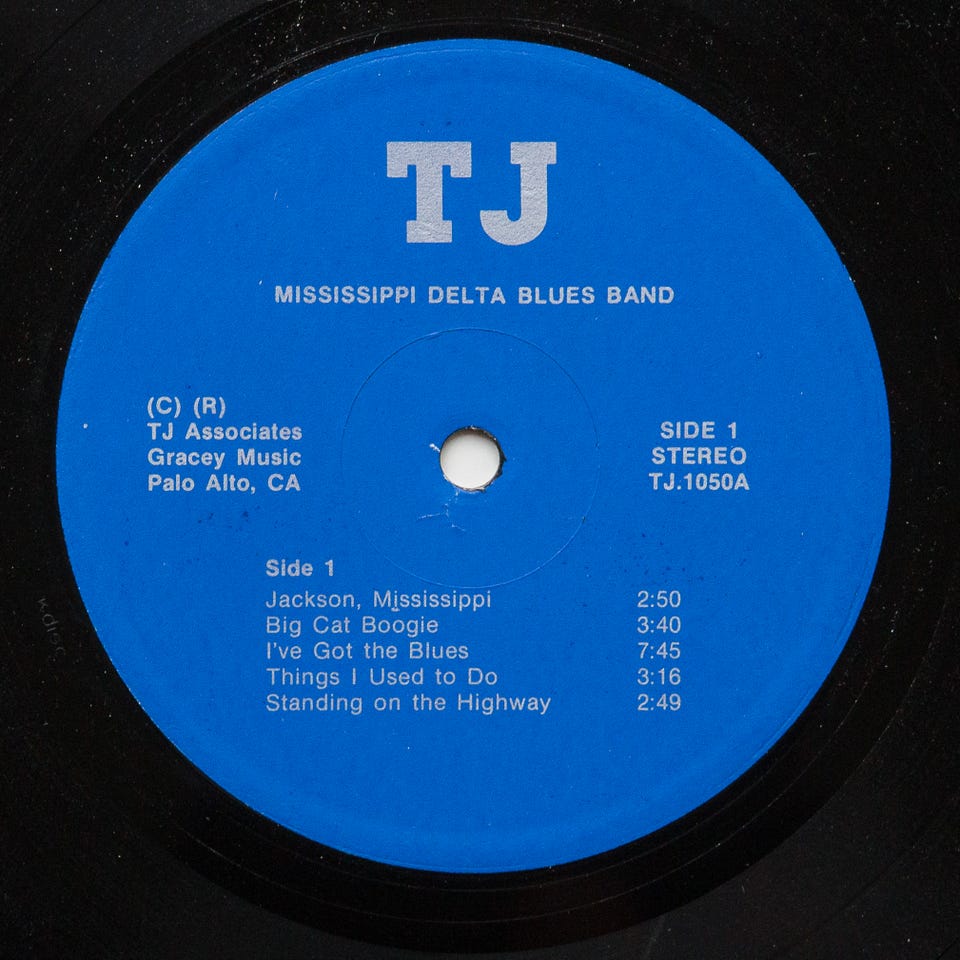 TJ
MISSISSIPPI DELTA BLUES BAND
(C) (R)
TJ Associates
Gracey Music
Palo Alto, CA
SIDE 1
STEREO
TJ.1050A
Side 1
Jackson, Mississippi 2:50
Big Cat Boogie 3:40
I've Got the Blues 7:45
Things I Used to Do 3:16
Standing on the Highway 2:49
kdisc